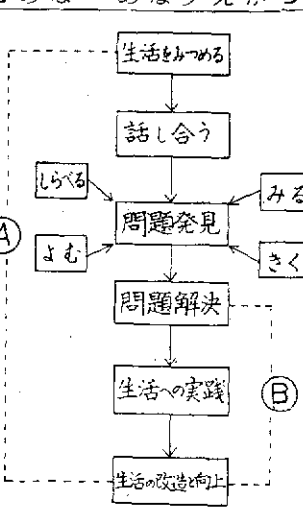 生活をみつめる
話し合う
しらべる
みる
問題発見
よむ
きく
Ⓐ
問題解決
生活への実践
Ⓑ
生活の改造と向上